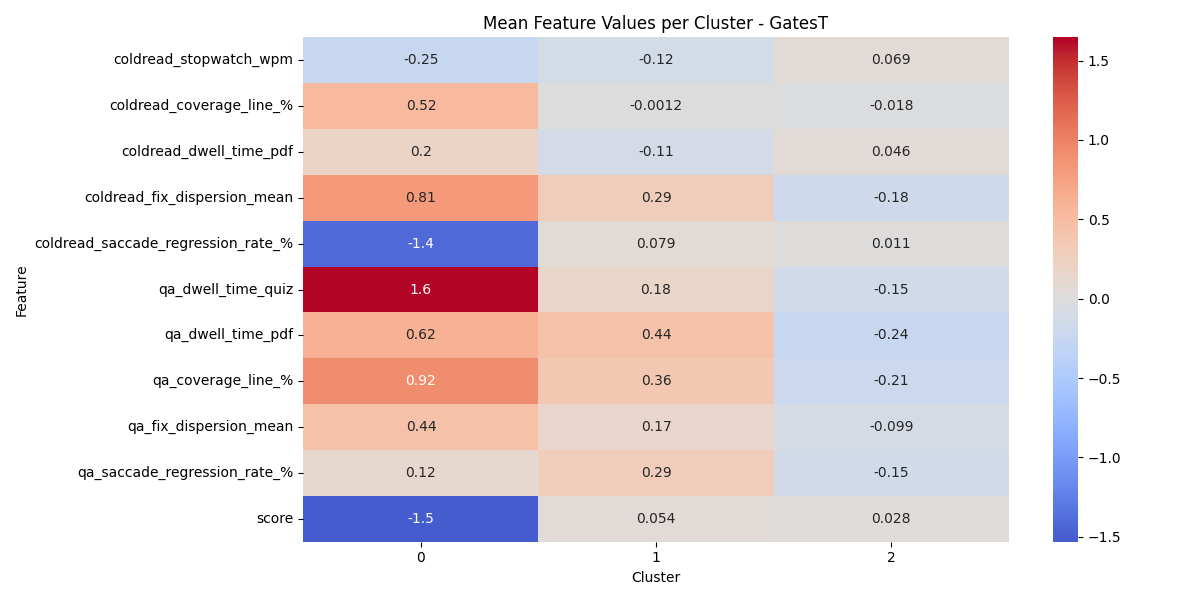 Mean Feature Values per Cluster - GatesT
coldread_stopwatch_wpm -0.25 -0.12 0.069
coldread_coverage_line_% 0.52 -0.0012 -0.018
coldread_dwell_time_pdf 0.2 -0.11 0.046
coldread_fix_dispersion_mean 0.81 0.29 -0.18
coldread_saccade_regression_rate_% -1.4 0.079 0.011
qa_dwell_time_quiz 1.6 0.18 -0.15
qa_dwell_time_pdf 0.62 0.44 -0.24
qa_coverage_line_% 0.92 0.36 -0.21
qa_fix_dispersion_mean 0.44 0.17 -0.099
qa_saccade_regression_rate_% 0.12 0.29 -0.15
score -1.5 0.054 0.028
0 1 2
Cluster
Feature
1.5
1.0
0.5
0.0
−0.5
−1.0
−1.5